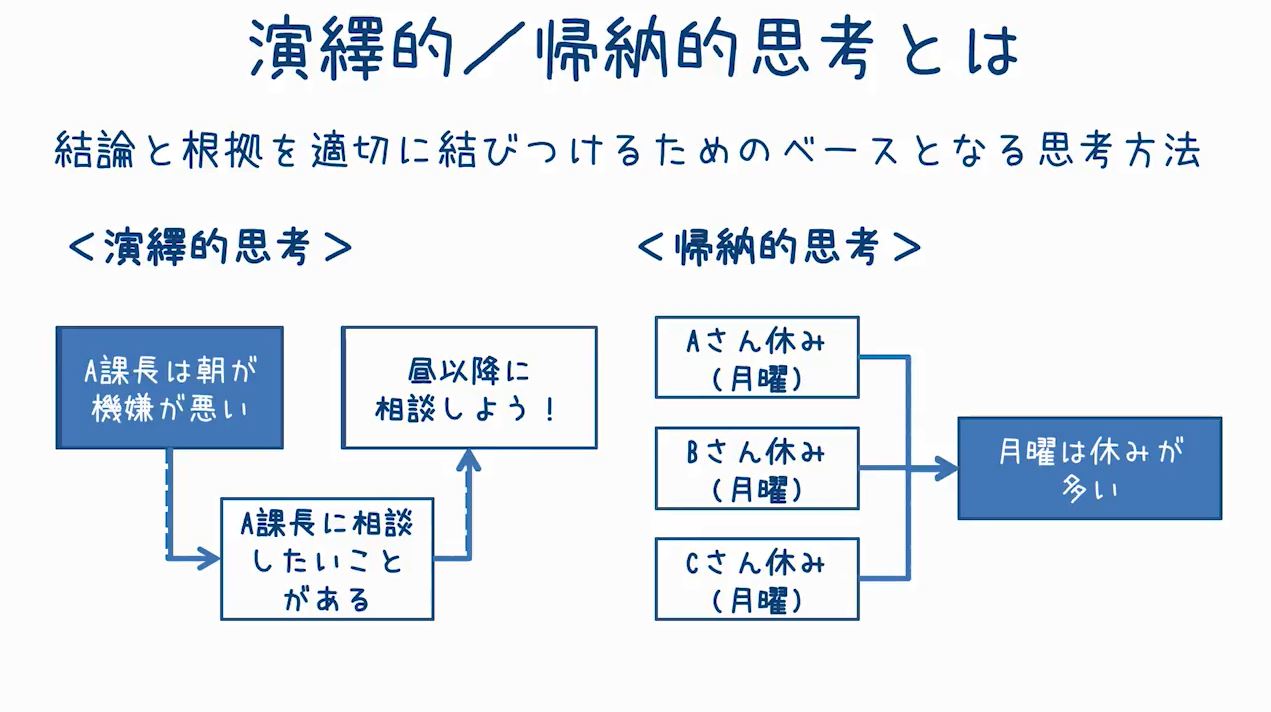 演繹的／帰納的思考とは
結論と根拠を適切に結びつけるためのベースとなる思考方法
＜演繹的思考＞
A課長は朝が
機嫌が悪い
A課長に相談
したいこと
がある
昼以降に
相談しよう！
＜帰納的思考＞
Aさん休み
（月曜）
Bさん休み
（月曜）
Cさん休み
（月曜）
月曜は休みが
多い